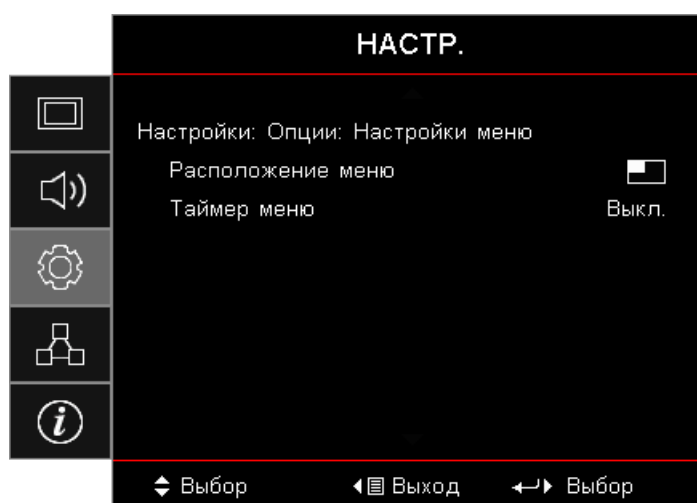 НАСТР.
Настройки: Опции: Настройки меню
Расположение меню
Таймер меню Выкл.
Выбор Выход Выбор